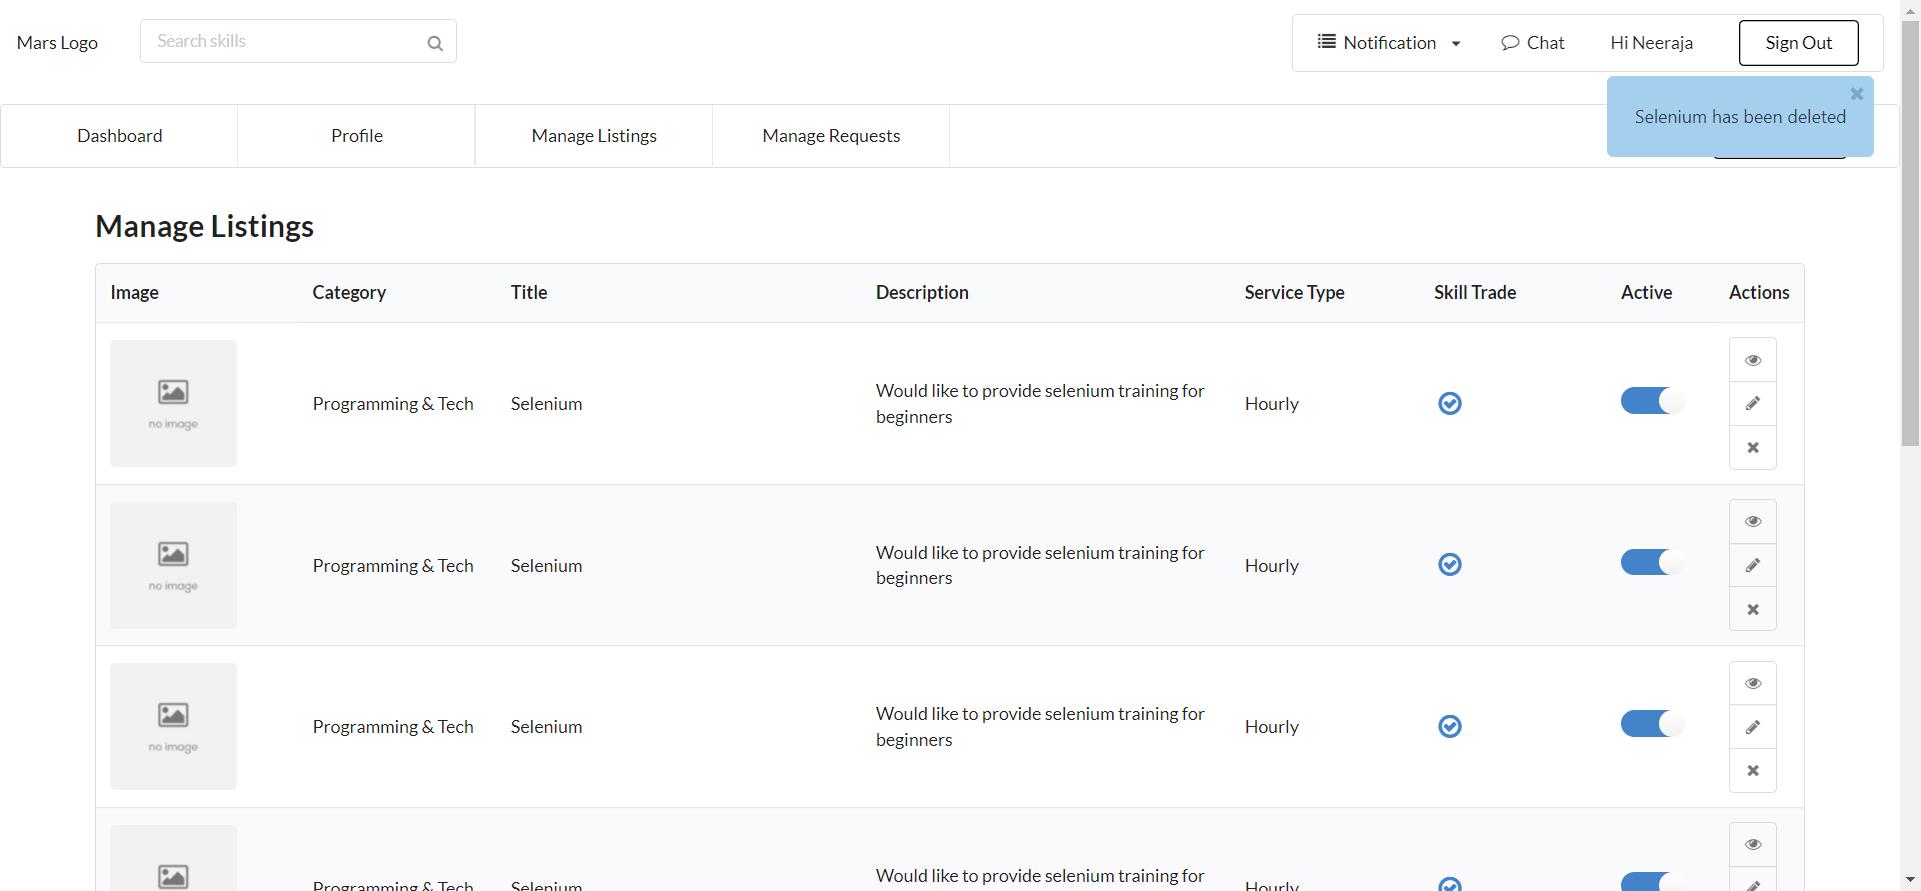 Mars Logo
Search skills
Notification
Chat
Hi Neeraja
Sign Out
Selenium has been deleted
Dashboard
Profile
Manage Listings
Manage Requests
Manage Listings
Image
Category
Title
Description
Service Type
Skill Trade
Active
Actions
no image
Programming & Tech
Selenium
Would like to provide selenium training for
beginners
Hourly
no image
Programming & Tech
Selenium
Would like to provide selenium training for
beginners
Hourly
no image
Programming & Tech
Selenium
Would like to provide selenium training for
beginners
Hourly
Programming & Tech
Selenium
Would like to provide selenium training for
Hourly